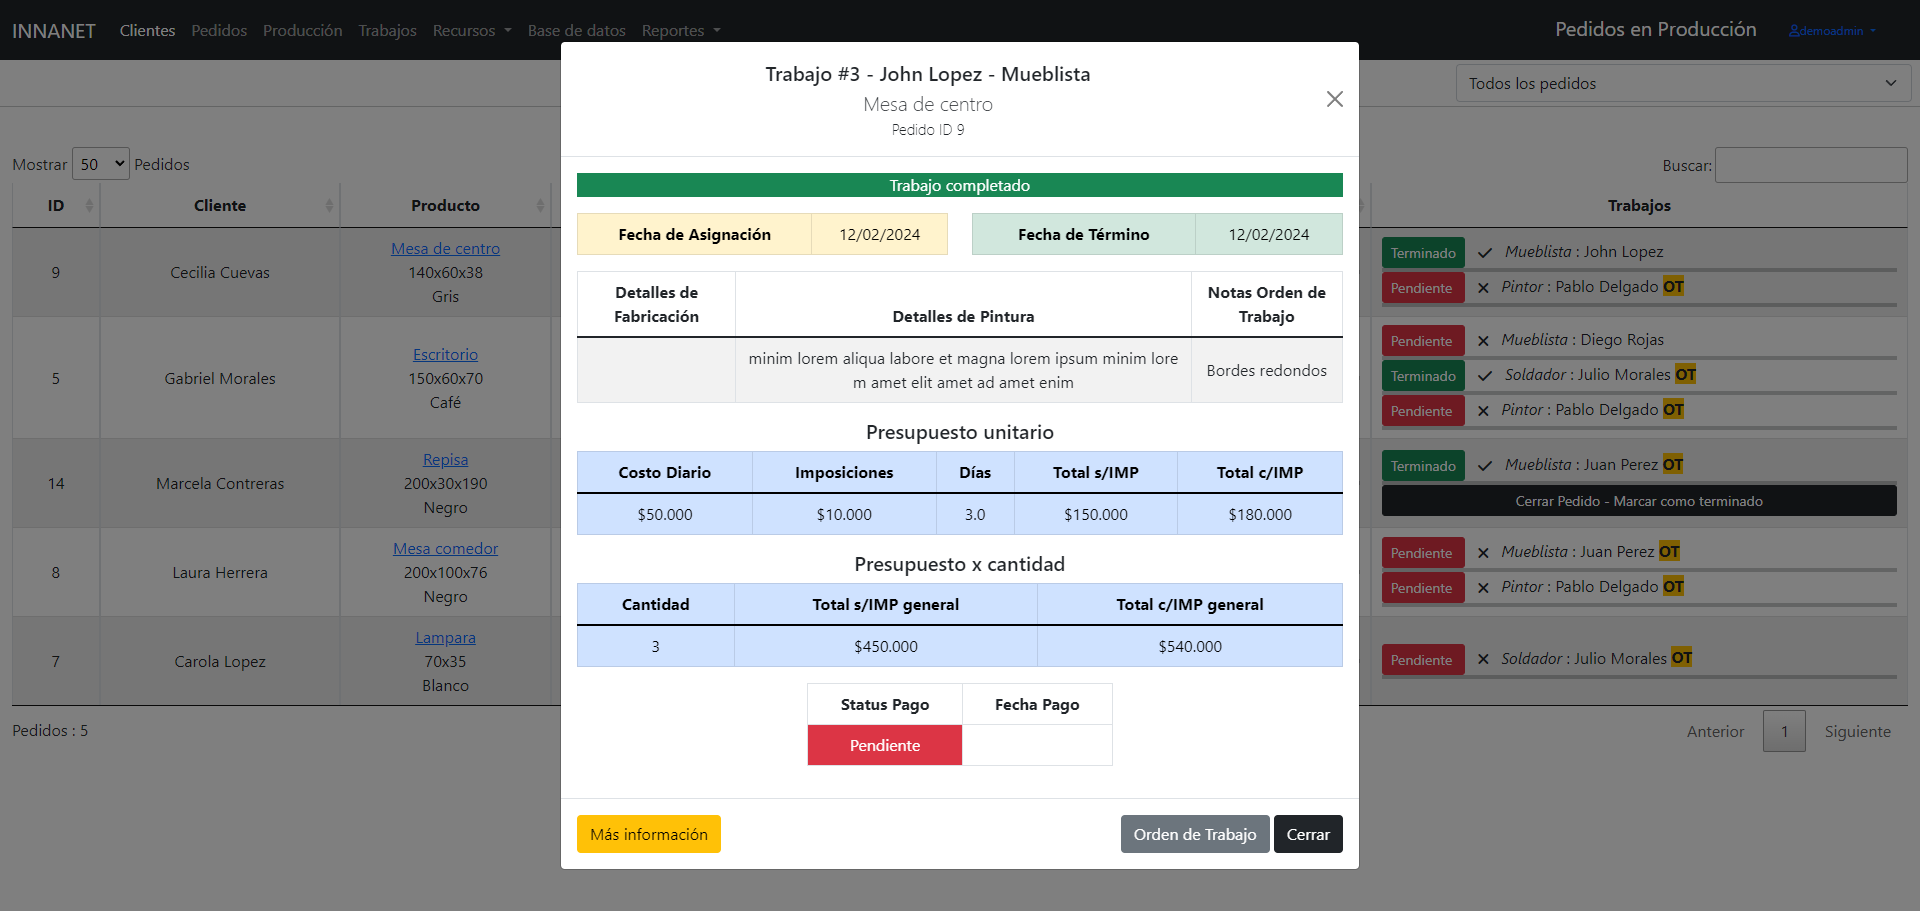 INNANET Clientes Pedidos Producción Trabajos Recursos Base de datos Reportes Pedidos en Producción demoadmin
Todos los pedidos
Mostrar 50 Pedidos Buscar:
ID Cliente Producto Trabajos
9 Cecilia Cuevas Mesa de centro
140x60x38
Gris
Terminado Mueblista : John Lopez
Pendiente Pintor : Pablo Delgado OT
5 Gabriel Morales Escritorio
150x60x70
Café
Pendiente Mueblista : Diego Rojas
Terminado Soldador : Julio Morales OT
Pendiente Pintor : Pablo Delgado OT
14 Marcela Contreras Repisa
200x30x190
Negro
Terminado Mueblista : Juan Perez OT
Cerrar Pedido - Marcar como terminado
8 Laura Herrera Mesa comedor
200x100x76
Negro
Pendiente Mueblista : Juan Perez OT
Pendiente Pintor : Pablo Delgado OT
7 Carola Lopez Lampara
70x35
Blanco
Pendiente Soldador : Julio Morales OT
Pedidos : 5 Anterior 1 Siguiente
Trabajo #3 - John Lopez - Mueblista
Mesa de centro
Pedido ID 9
Trabajo completado
Fecha de Asignación 12/02/2024 Fecha de Término 12/02/2024
Detalles de
Fabricación
Detalles de Pintura
Notas Orden de
Trabajo
minim lorem aliqua labore et magna lorem ipsum minim lore
m amet elit amet ad amet enim
Bordes redondos
Presupuesto unitario
Costo Diario Imposiciones Días Total s/IMP Total c/IMP
$50.000 $10.000 3.0 $150.000 $180.000
Presupuesto x cantidad
Cantidad Total s/IMP general Total c/IMP general
3 $450.000 $540.000
Status Pago Fecha Pago
Pendiente
Más información Orden de Trabajo Cerrar